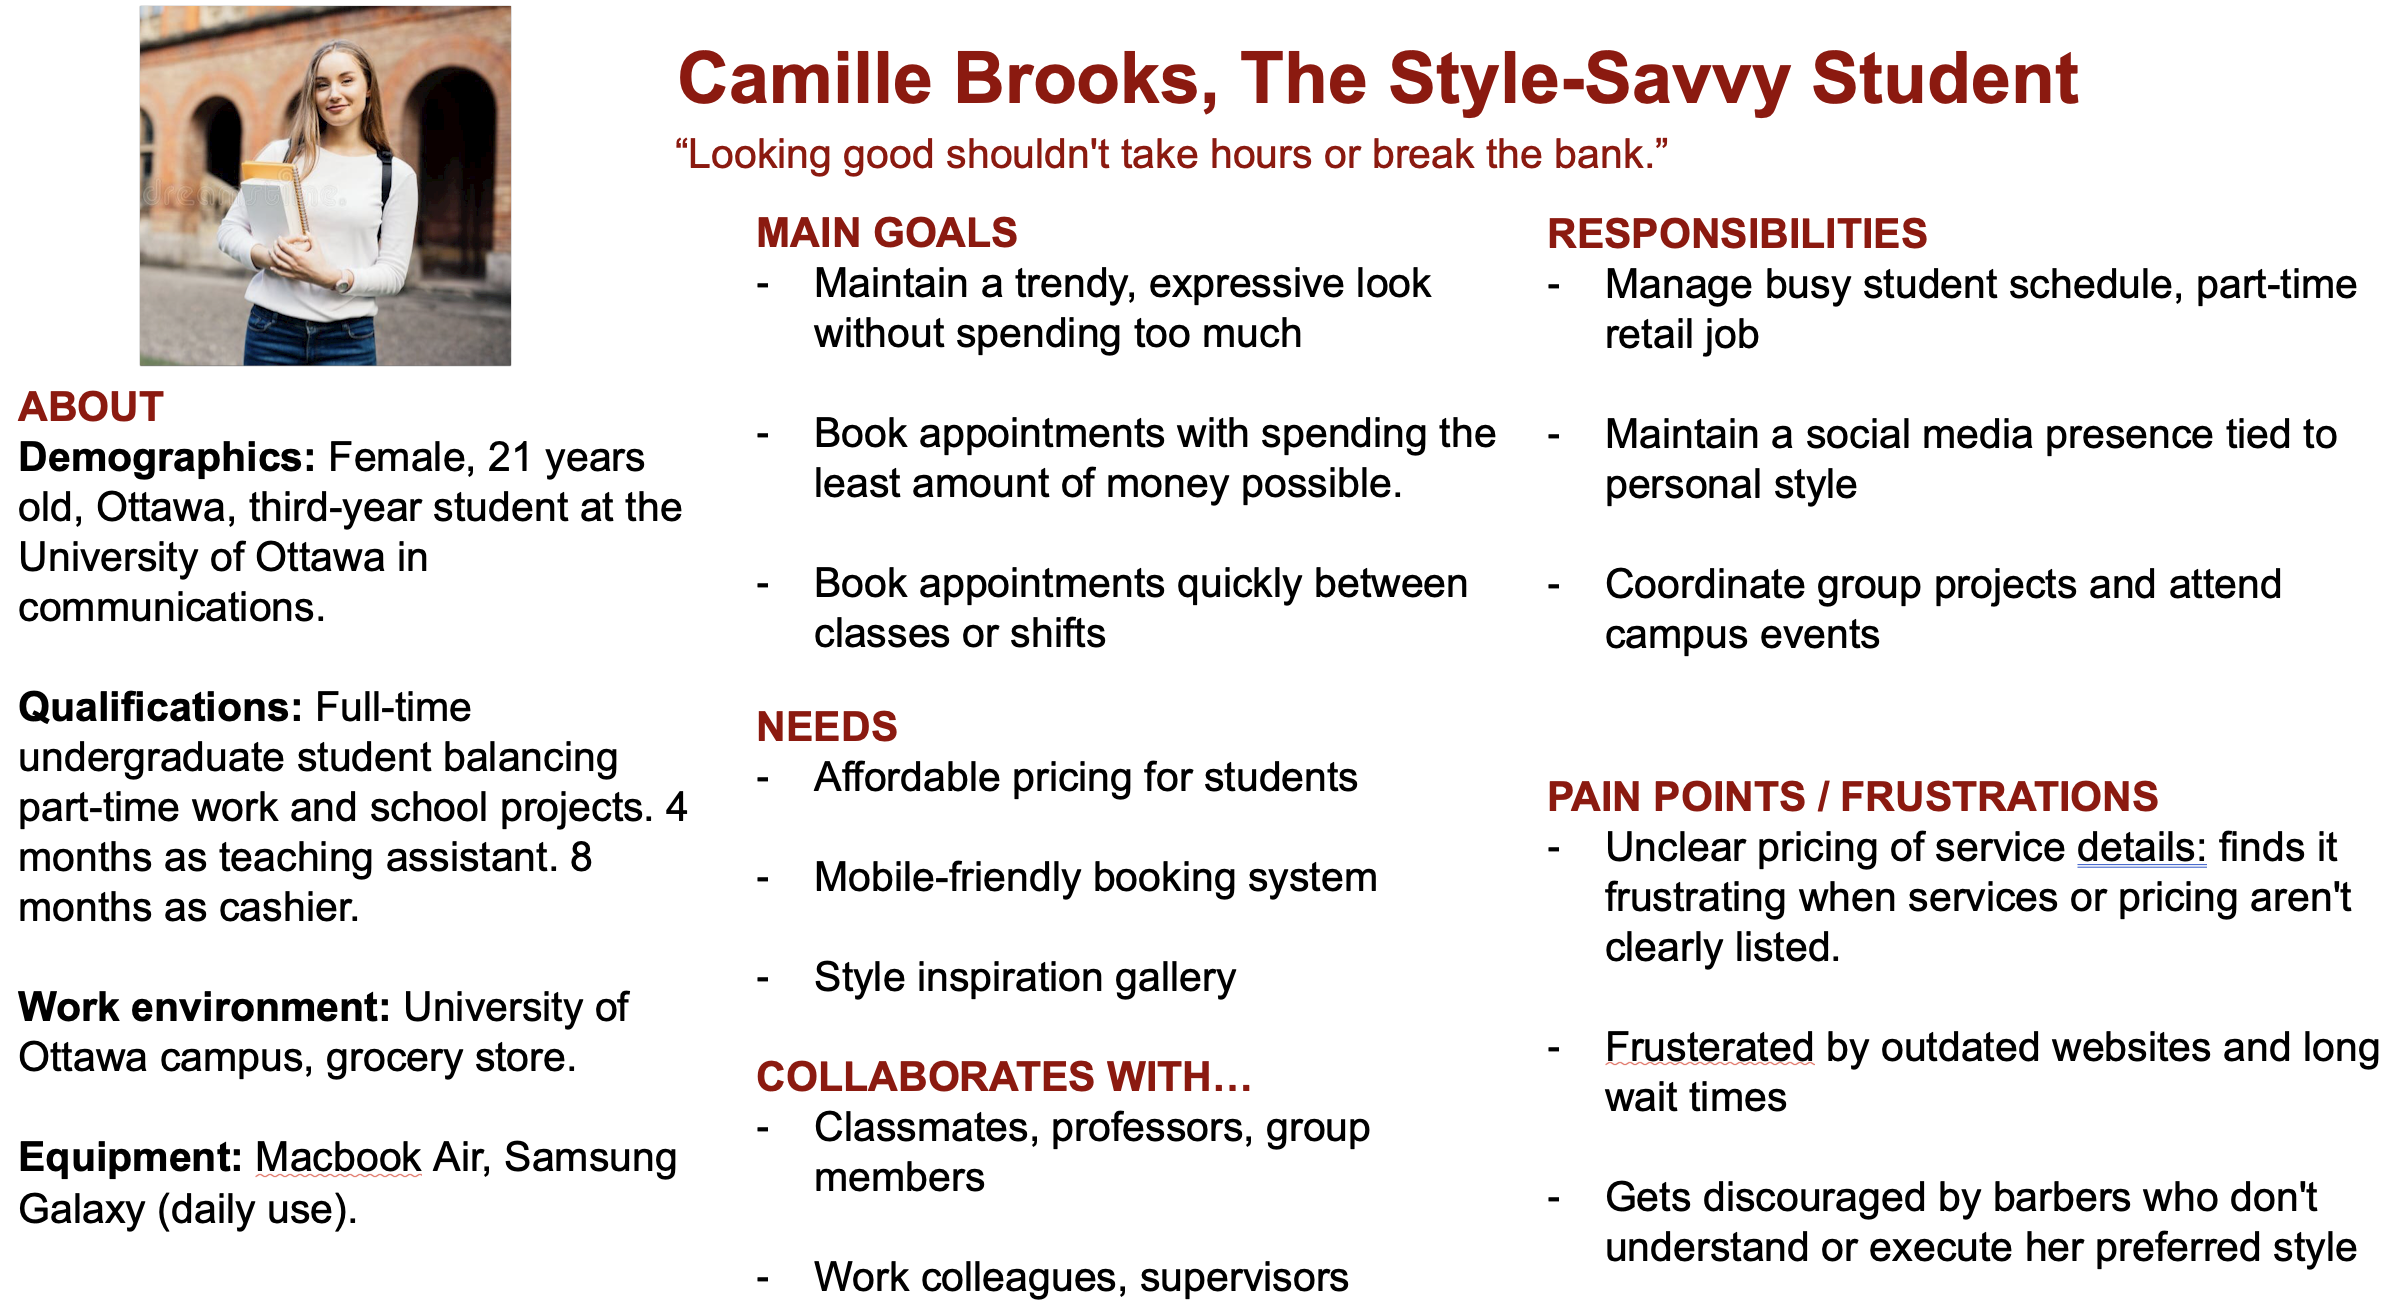 Camille Brooks, The Style-Savvy Student
“Looking good shouldn't take hours or break the bank.”
dreamstime.
ABOUT
Demographics: Female, 21 years
old, Ottawa, third-year student at the
University of Ottawa in
communications.
Qualifications: Full-time
undergraduate student balancing
part-time work and school projects. 4
months as teaching assistant. 8
months as cashier.
Work environment: University of
Ottawa campus, grocery store.
Equipment: Macbook Air, Samsung
Galaxy (daily use).
MAIN GOALS
- Maintain a trendy, expressive look
without spending too much
- Book appointments with spending the
least amount of money possible.
- Book appointments quickly between
classes or shifts
NEEDS
- Affordable pricing for students
- Mobile-friendly booking system
- Style inspiration gallery
COLLABORATES WITH…
- Classmates, professors, group
members
- Work colleagues, supervisors
RESPONSIBILITIES
- Manage busy student schedule, part-time
retail job
- Maintain a social media presence tied to
personal style
- Coordinate group projects and attend
campus events
PAIN POINTS / FRUSTRATIONS
- Unclear pricing of service details: finds it
frustrating when services or pricing aren't
clearly listed.
- Frusterated by outdated websites and long
wait times
- Gets discouraged by barbers who don't
understand or execute her preferred style